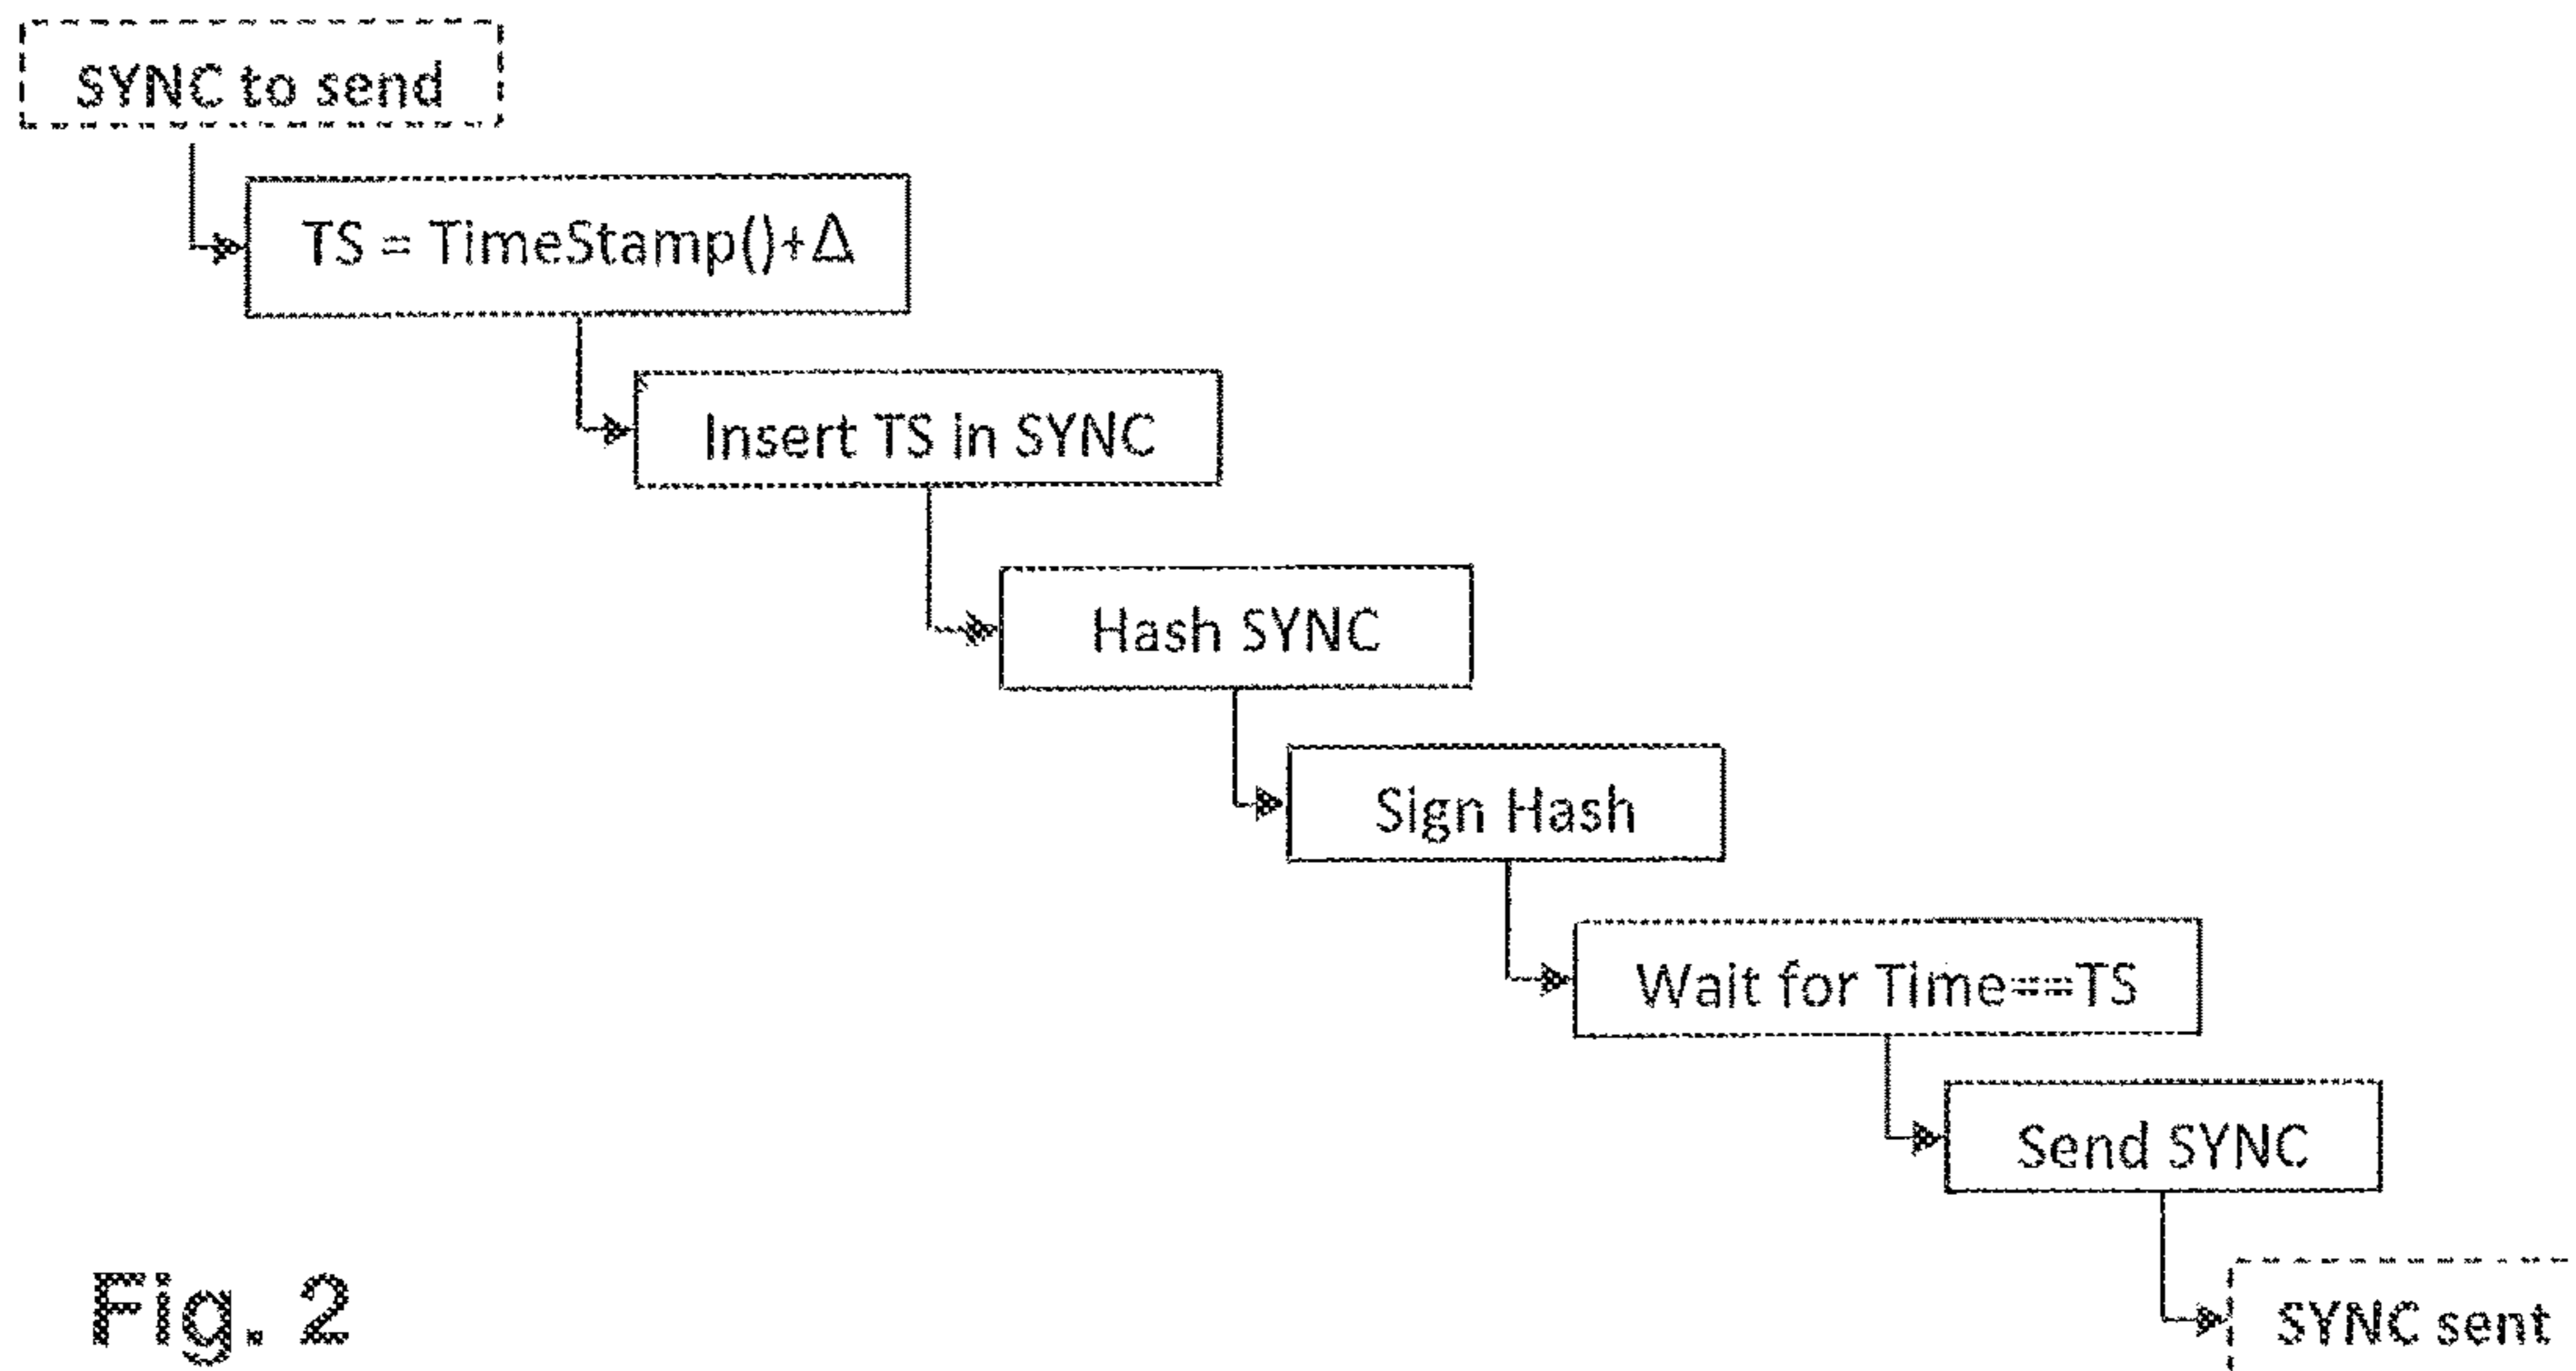 SYNC to send
TS = TimeStamp()+Δ
Insert TS in SYNC
Hash SYNC
Sign Hash
Wait for Time==TS
Send SYNC
SYNC sent
Fig. 2